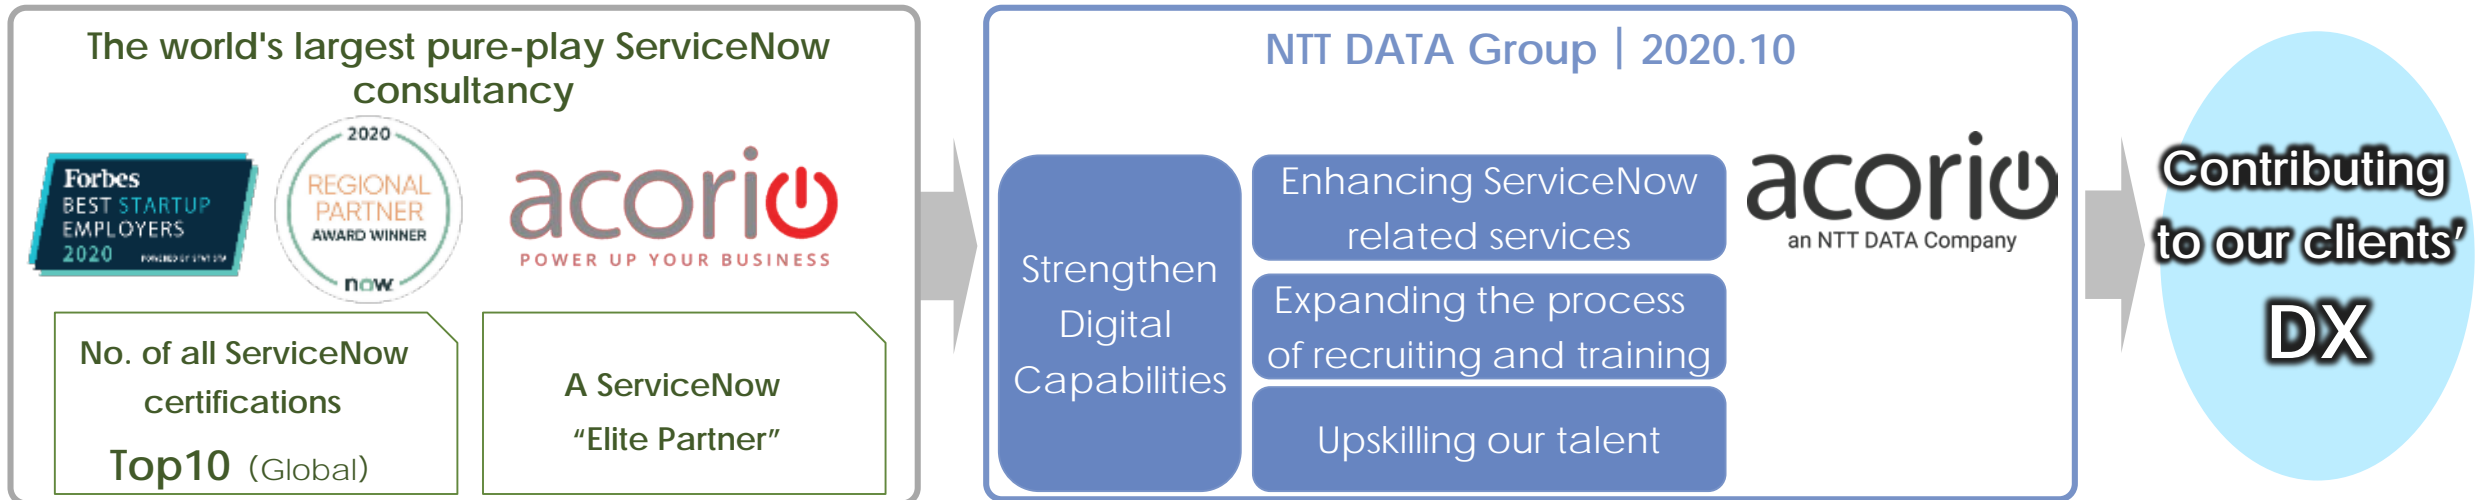 The world's largest pure-play ServiceNow
consultancy
Forbes
BEST STARTUP
EMPLOYERS
2020
POWERED BY STATISTA
2020
REGIONAL
PARTNER
AWARD WINNER
now
acorio
POWER UP YOUR BUSINESS
No. of all ServiceNow
certifications
Top10 (Global)
A ServiceNow
“Elite Partner”
NTT DATA Group | 2020.10
Strengthen
Digital
Capabilities
Enhancing ServiceNow
related services
Expanding the process
of recruiting and training
Upskilling our talent
acorio
an NTT DATA Company
Contributing
to our clients’
DX